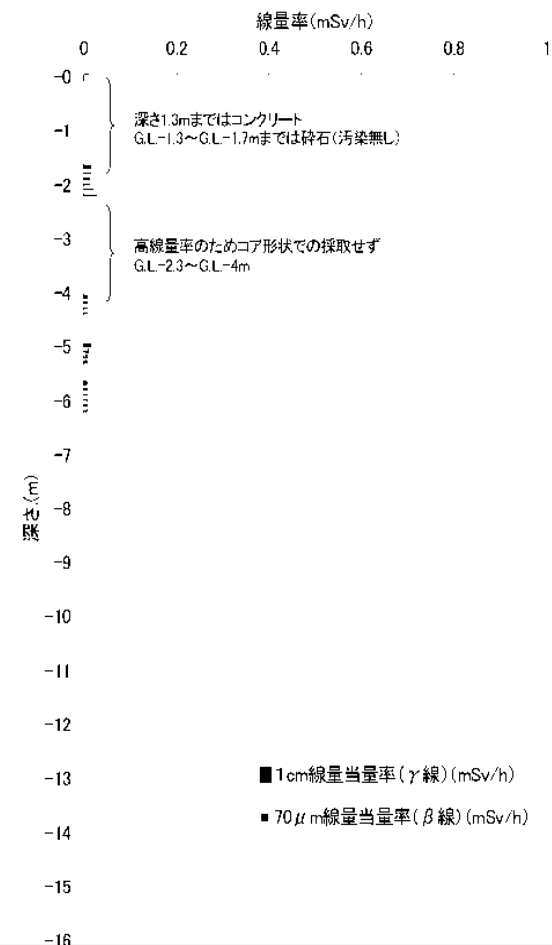 線量率(mSv/h)
0 0.2 0.4 0.6 0.8 1
-0
深さ1.3mまではコンクリート
-1
G.L.-1.3～G.L.-1.7mまでは砕石(汚染無し)
-2
-3
高線量率のためコア形状での採取せず
G.L.-2.3～G.L.-4m
-4
-5
-6
-7
深さ(m)
-8
-9
-10
-11
-12
1cm線量当量率(γ線)(mSv/h)
-13
70μm線量当量率(β線)(mSv/h)
-14
-15
-16